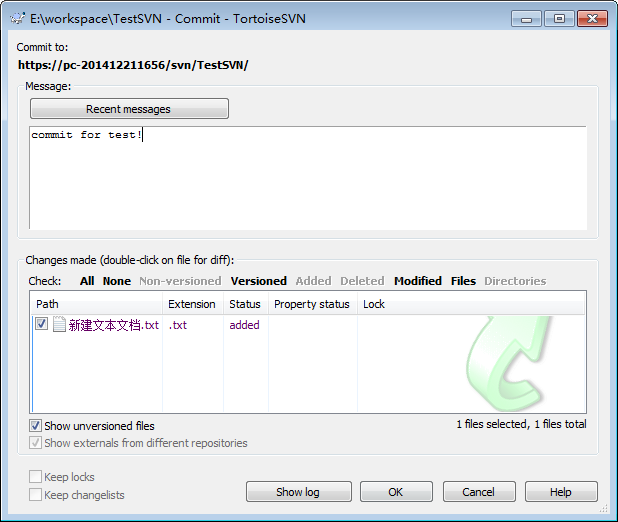 E:\workspace\TestSVN - Commit - TortoiseSVN
Commit to:
https://pc-201412211656/svn/TestSVN/
Message:
Recent messages
commit for test!
Changes made (double-click on file for diff):
Check: All None Non-versioned Versioned Added Deleted Modified Files Directories
Path Extension Status Property status Lock
新建文本文档.txt .txt added
Show unversioned files 1 files selected, 1 files total
Show externals from different repositories
Keep locks
Keep changelists
Show log OK Cancel Help